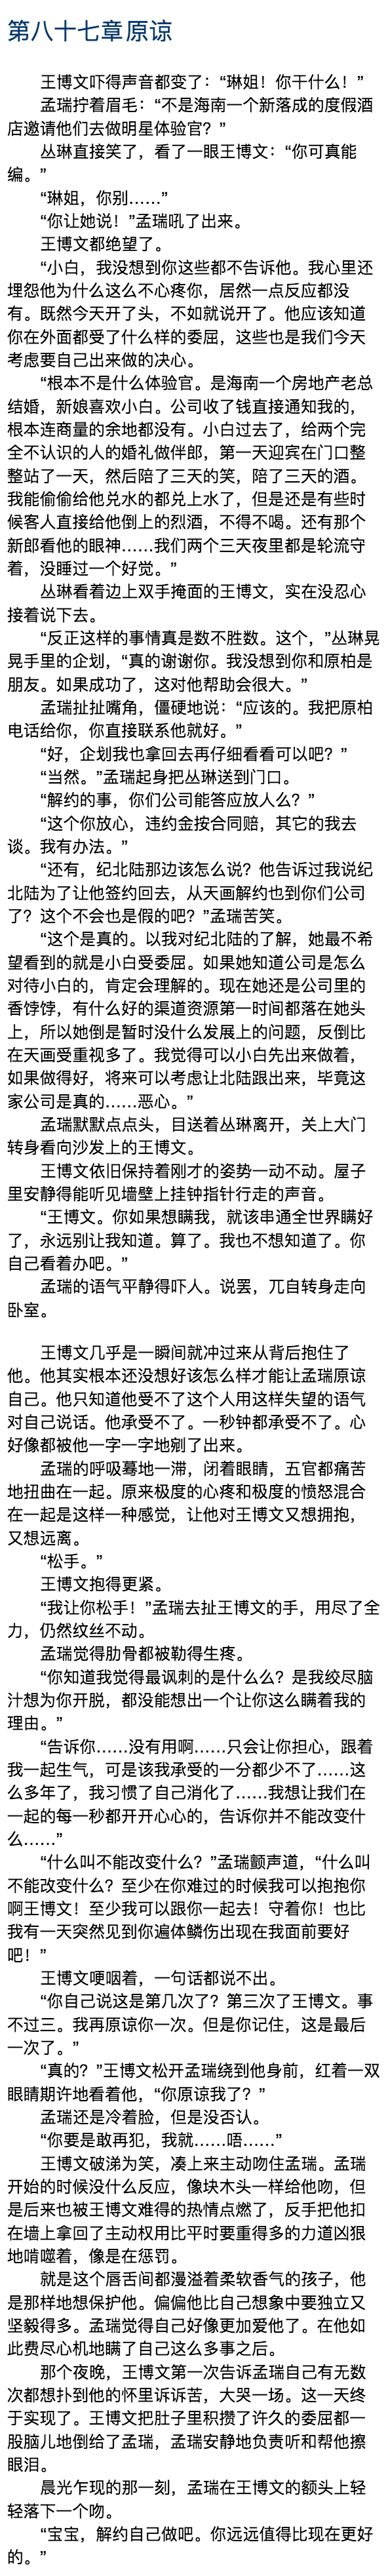 第八十七章原谅
王博文吓得声音都变了：“琳姐！你干什么！”
孟瑞拧着眉毛：“不是海南一个新落成的度假酒
店邀请他们去做明星体验官？”
丛琳直接笑了，看了一眼王博文：“你可真能
编。”
“琳姐，你别……”
“你让她说！”孟瑞吼了出来。
王博文都绝望了。
“小白，我没想到你这些都不告诉他。我心里还
埋怨他为什么这么不心疼你，居然一点反应都没
有。既然今天开了头，不如就说开了。他应该知道
你在外面都受了什么样的委屈，这些也是我们今天
考虑要自己出来做的决心。
“根本不是什么体验官。是海南一个房地产老总
结婚，新娘喜欢小白。公司收了钱直接通知我的，
根本连商量的余地都没有。小白过去了，给两个完
全不认识的人的婚礼做伴郎，第一天迎宾在门口整
整站了一天，然后陪了三天的笑，陪了三天的酒。
我能偷偷给他兑水的都兑上水了，但是还是有些时
候客人直接给他倒上的烈酒，不得不喝。还有那个
新郎看他的眼神……我们两个三天夜里都是轮流守
着，没睡过一个好觉。”
丛琳看着边上双手掩面的王博文，实在没忍心
接着说下去。
“反正这样的事情真是数不胜数。这个，”丛琳晃
晃手里的企划，“真的谢谢你。我没想到你和原柏是
朋友。如果成功了，这对他帮助会很大。”
孟瑞扯扯嘴角，僵硬地说：“应该的。我把原柏
电话给你，你直接联系他就好。”
“好，企划我也拿回去再仔细看看可以吧？”
“当然。”孟瑞起身把丛琳送到门口。
“解约的事，你们公司能答应放人么？”
“这个你放心，违约金按合同赔，其它的我去
谈。我有办法。”
“还有，纪北陆那边该怎么说？他告诉过我说纪
北陆为了让他签约回去，从天画解约也到你们公司
了？这个不会也是假的吧？”孟瑞苦笑。
“这个是真的。以我对纪北陆的了解，她最不希
望看到的就是小白受委屈。如果她知道公司是怎么
对待小白的，肯定会理解的。现在她还是公司里的
香饽饽，有什么好的渠道资源第一时间都落在她头
上，所以她倒是暂时没什么发展上的问题，反倒比
在天画受重视多了。我觉得可以小白先出来做着，
如果做得好，将来可以考虑让北陆跟出来，毕竟这
家公司是真的……恶心。”
孟瑞默默点点头，目送着丛琳离开，关上大门
转身看向沙发上的王博文。
王博文依旧保持着刚才的姿势一动不动。屋子
里安静得能听见墙壁上挂钟指针行走的声音。
“王博文。你如果想瞒我，就该串通全世界瞒好
了，永远别让我知道。算了。我也不想知道了。你
自己看着办吧。”
孟瑞的语气平静得吓人。说罢，兀自转身走向
卧室。
王博文几乎是一瞬间就冲过来从背后抱住了
他。他其实根本还没想好该怎么样才能让孟瑞原谅
自己。他只知道他受不了这个人用这样失望的语气
对自己说话。他承受不了。一秒钟都承受不了。心
好像都被他一字一字地剜了出来。
孟瑞的呼吸蓦地一滞，闭着眼睛，五官都痛苦
地扭曲在一起。原来极度的心疼和极度的愤怒混合
在一起是这样一种感觉，让他对王博文又想拥抱，
又想远离。
“松手。”
王博文抱得更紧。
“我让你松手！”孟瑞去扯王博文的手，用尽了全
力，仍然纹丝不动。
孟瑞觉得肋骨都被勒得生疼。
“你知道我觉得最讽刺的是什么么？是我绞尽脑
汁想为你开脱，都没能想出一个让你这么瞒着我的
理由。”
“告诉你……没有用啊……只会让你担心，跟着
我一起生气，可是该我承受的一分都少不了……这
么多年了，我习惯了自己消化了……我想让我们在
一起的每一秒都开开心心的，告诉你并不能改变什
么……”
“什么叫不能改变什么？”孟瑞颤声道，“什么叫
不能改变什么？至少在你难过的时候我可以抱抱你
啊王博文！至少我可以跟你一起去！守着你！也比
我有一天突然见到你遍体鳞伤出现在我面前要好
吧！”
王博文哽咽着，一句话都说不出。
“你自己说这是第几次了？第三次了王博文。事
不过三。我再原谅你一次。但是你记住，这是最后
一次了。”
“真的？”王博文松开孟瑞绕到他身前，红着一双
眼睛期许地看着他，“你原谅我了？”
孟瑞还是冷着脸，但是没否认。
“你要是敢再犯，我就……唔……”
王博文破涕为笑，凑上来主动吻住孟瑞。孟瑞
开始的时候没什么反应，像块木头一样给他吻，但
是后来也被王博文难得的热情点燃了，反手把他扣
在墙上拿回了主动权用比平时要重得多的力道凶狠
地啃噬着，像是在惩罚。
就是这个唇舌间都漫溢着柔软香气的孩子，他
是那样地想保护他。偏偏他比自己想象中要独立又
坚毅得多。孟瑞觉得自己好像更加爱他了。在他如
此费尽心机地瞒了自己这么多事之后。
那个夜晚，王博文第一次告诉孟瑞自己有无数
次都想扑到他的怀里诉诉苦，大哭一场。这一天终
于实现了。王博文把肚子里积攒了许久的委屈都一
股脑儿地倒给了孟瑞，孟瑞安静地负责听和帮他擦
眼泪。
晨光乍现的那一刻，孟瑞在王博文的额头上轻
轻落下一个吻。
“宝宝，解约自己做吧。你远远值得比现在更好
的。”